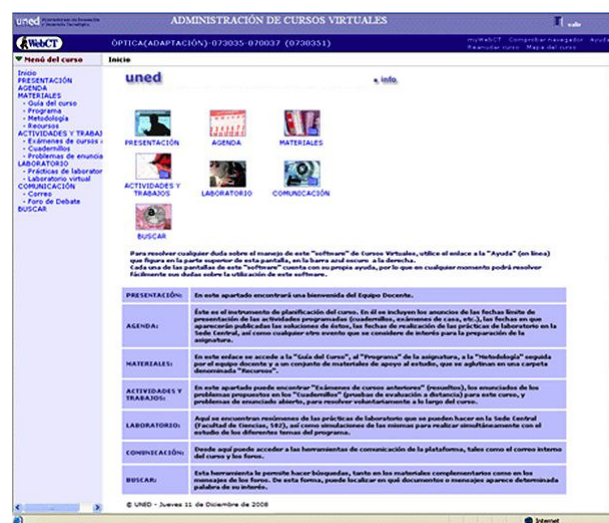 uned
ADMINISTRACIÓN DE CURSOS VIRTUALES
salir
WebCT
ÓPTICA(ADAPTACIÓN)-073035-070037 (0730351)
myWebCT Comprobar navegador Ayuda
Reanudar curso Mapa del curso
Menú del curso
Inicio
Inicio
PRESENTACIÓN
AGENDA
MATERIALES
- Guía del curso
- Programa
- Metodología
- Recursos
ACTIVIDADES Y TRABAJ
- Exámenes de cursos
- Cuadernillos
- Problemas de enuncia
LABORATORIO
- Prácticas de laborator
- Laboratorio virtual
COMUNICACIÓN
- Correo
- Foro de Debate
BUSCAR
uned
info
PRESENTACIÓN
AGENDA
MATERIALES
ACTIVIDADES Y
TRABAJOS
LABORATORIO
COMUNICACIÓN
BUSCAR
Para resolver cualquier duda sobre el manejo de este "software" de Cursos Virtuales, utilice el enlace a la "Ayuda" (en línea)
que figura en la parte superior de esta pantalla, en la barra azul oscuro a la derecha.
Cada una de las pantallas de este "software" cuenta con su propia ayuda, por lo que en cualquier momento podrá resolver
fácilmente sus dudas sobre la utilización de este software.
PRESENTACIÓN:
En este apartado encontrará una bienvenida del Equipo Docente.
AGENDA:
Éste es el instrumento de planificación del curso. En él se incluyen los anuncios de las fechas límite de
presentación de las actividades programadas (cuadernillos, exámenes de casa, etc.), las fechas en que
aparecerán publicadas las soluciones de éstos, las fechas de realización de las prácticas de laboratorio en la
Sede Central, así como cualquier otro evento que se considere de interés para la preparación de la
asignatura.
MATERIALES:
En este enlace se accede a la "Guía del Curso", al "Programa" de la asignatura, a la "Metodología" seguida
por el equipo docente y a un conjunto de materiales de apoyo al estudio, que se aglutinan en una carpeta
denominada "Recursos".
ACTIVIDADES Y
TRABAJOS:
En este apartado puede encontrar "Exámenes de cursos anteriores" (resueltos), los enunciados de los
problemas propuestos en los "Cuadernillos" (pruebas de evaluación a distancia) para este curso, y
problemas de enunciado abierto, para resolver voluntariamente a lo largo del curso.
LABORATORIO:
Aquí se encuentran resúmenes de las prácticas de laboratorio que se pueden hacer en la Sede Central
(Facultad de Ciencias, S02), así como simulaciones de las mismas para realizar simultáneamente con el
estudio de los diferentes temas del programa.
COMUNICACIÓN:
Desde aquí puede acceder a las herramientas de comunicación de la plataforma, tales como el correo interno
del curso y los foros.
BUSCAR:
Esta herramienta le permite hacer búsquedas, tanto en los materiales complementarios como en los
mensajes de los foros. De esta forma, puede localizar en qué documentos o mensajes aparece determinada
palabra de su interés.
© UNED - Jueves 11 de Diciembre de 2008
Internet